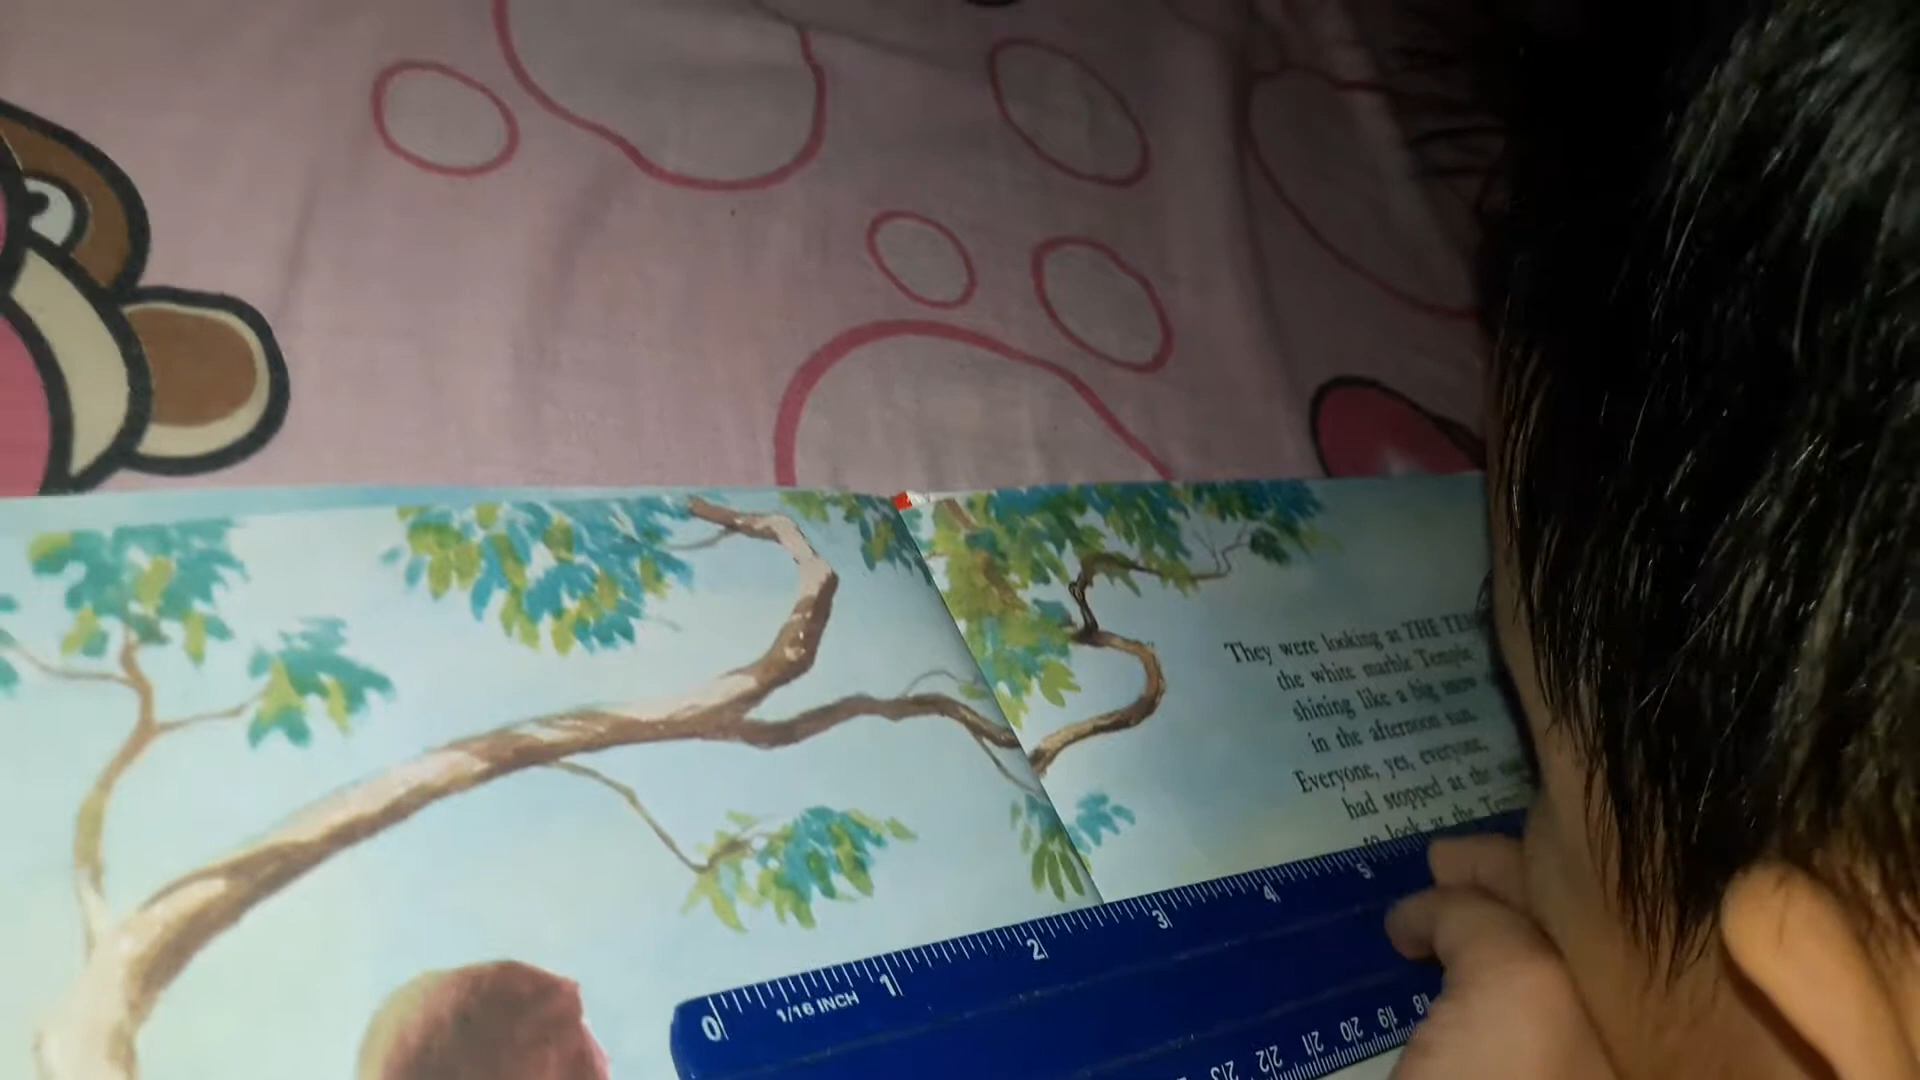 They were looking at THE
the white marble Temple
shining like a big snow
in the afternoon sun.
Everyone, yes, everyone,
had stopped at the
to look at the
0 1 2 3 4 5
1/16 INCH
18 19 20 21 22 23